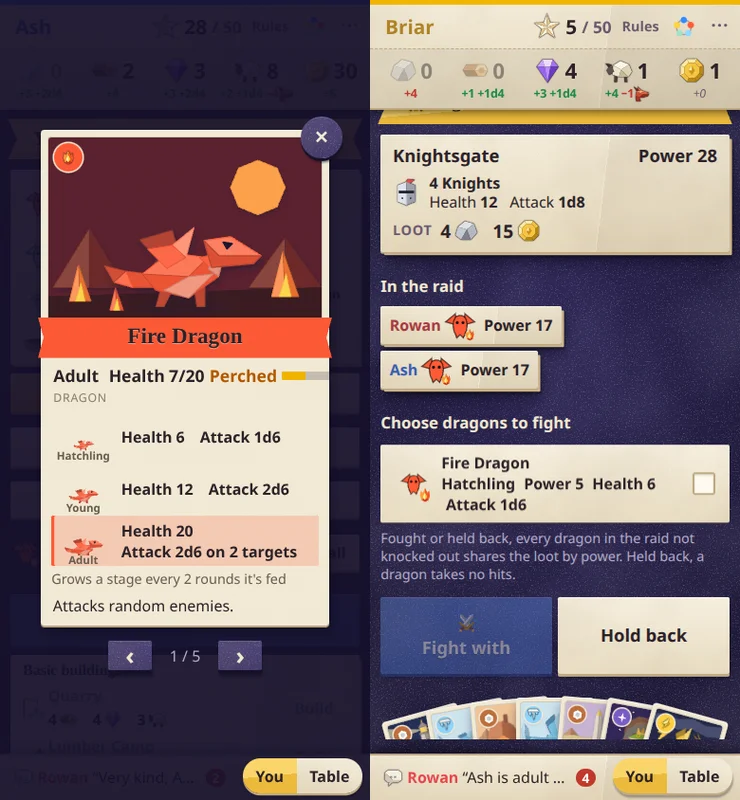 Ash
28 / 50 Rules
0 2 3 8 30
Fire Dragon
Adult Health 7/20 Perched
DRAGON
Health 6 Attack 1d6
Hatchling
Health 12 Attack 2d6
Young
Health 20
Attack 2d6 on 2 targets
Adult
Grows a stage every 2 rounds it's fed
Attacks random enemies.
1 / 5
Basic building
Quarry
4 4 3
Build
Lumber Camp
Rowan “Very kind, A... 2
You Table
Briar
5 / 50 Rules
0 0 4 1 1
+4 +1 +1d4 +3 +1d4 +4 −1 +0
Knightsgate Power 28
4 Knights
Health 12 Attack 1d8
LOOT 4 15
In the raid
Rowan Power 17
Ash Power 17
Choose dragons to fight
Fire Dragon
Hatchling Power 5 Health 6
Attack 1d6
Fought or held back, every dragon in the raid not
knocked out shares the loot by power. Held back, a
dragon takes no hits.
Fight with
Hold back
Rowan “Ash is adult ... 4
You Table